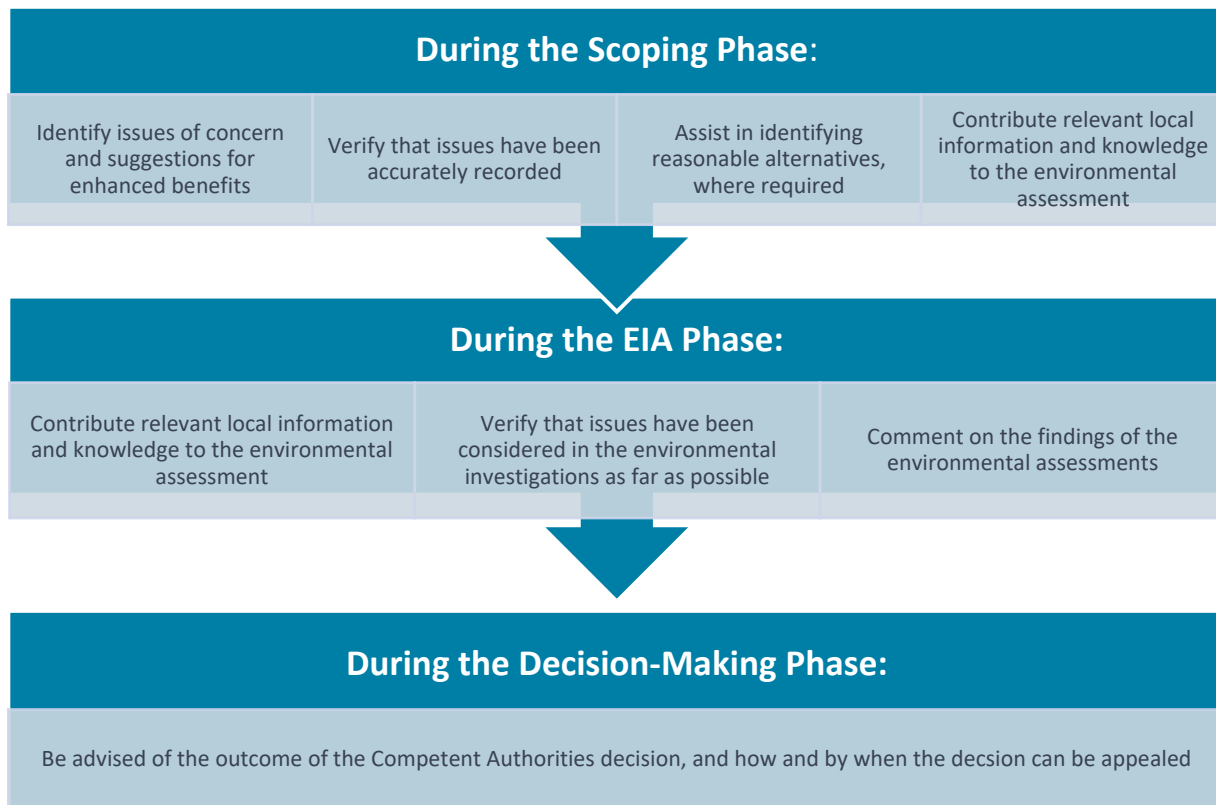 During the Scoping Phase:
Identify issues of concern
and suggestions for
enhanced benefits
Verify that issues have been
accurately recorded
Assist in identifying
reasonable alternatives,
where required
Contribute relevant local
information and knowledge
to the environmental
assessment
During the EIA Phase:
Contribute relevant local information
and knowledge to the environmental
assessment
Verify that issues have been
considered in the environmental
investigations as far as possible
Comment on the findings of the
environmental assessments
During the Decision-Making Phase:
Be advised of the outcome of the Competent Authorities decision, and how and by when the decsion can be appealed